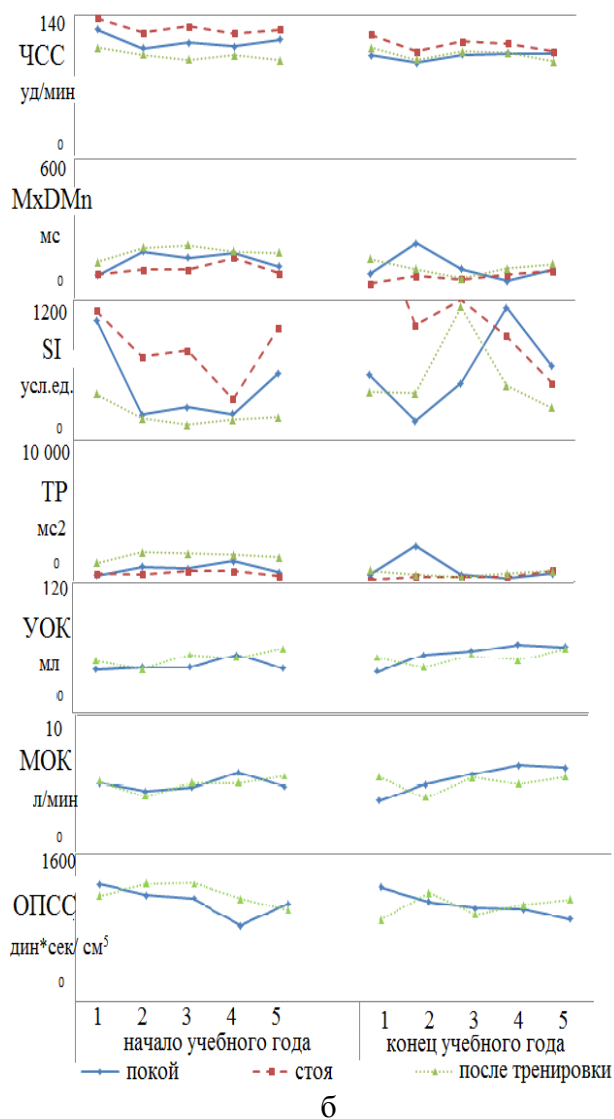 140
ЧСС
уд/мин
0
600
MxDMn
мс
0
1200
SI
усл.ед.
0
10 000
TP
мс2
0
120
УОК
мл
0
10
МОК
л/мин
0
1600
ОПСС
дин*сек/ см⁵
0
1 2 3 4 5 1 2 3 4 5
начало учебного года конец учебного года
покой стоя после тренировки
б